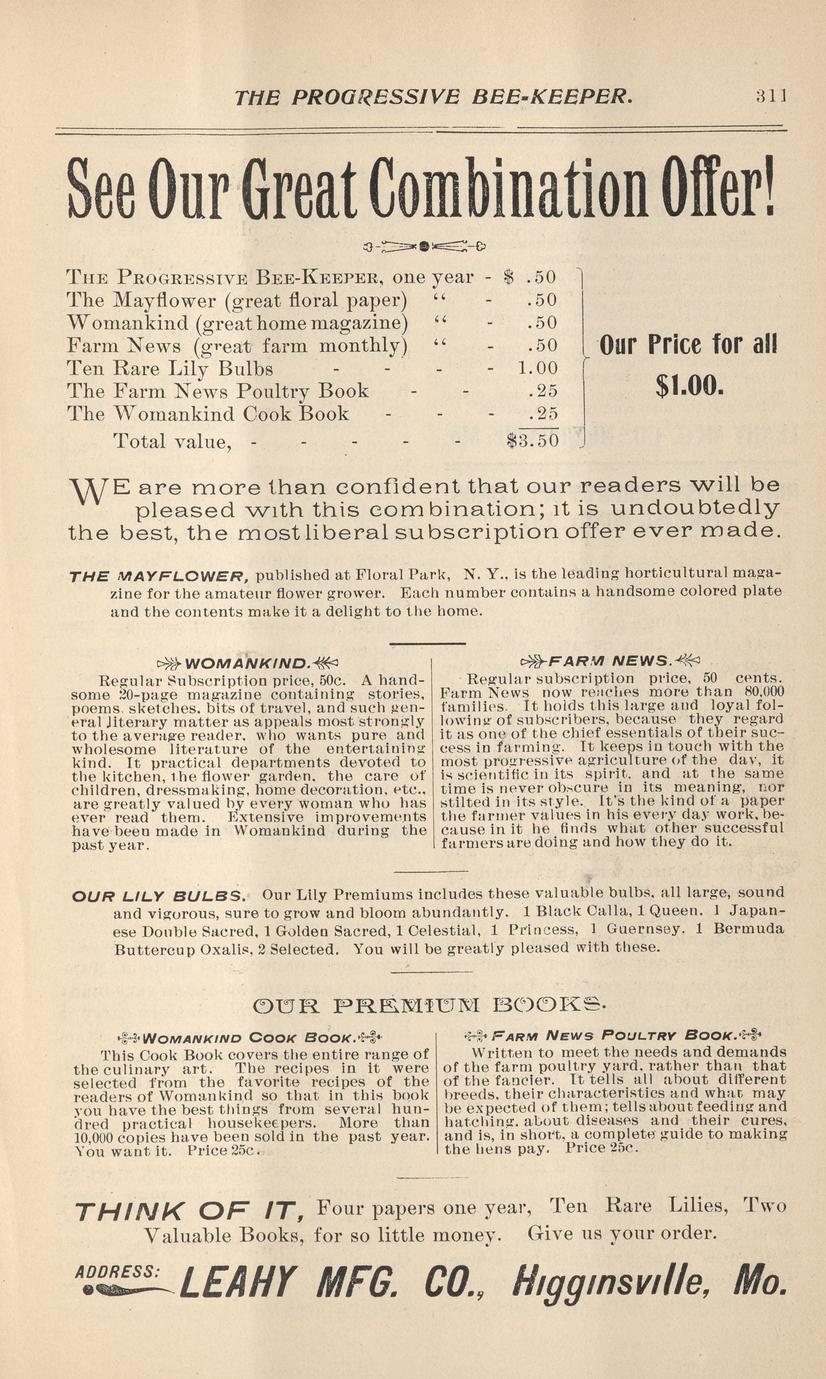 THE PROGRESSIVE BEE-KEEPER. 311
See Our Great Combination Offer!
THE PROGRESSIVE BEE-KEEPER, one year - $ .50
The Mayflower (great floral paper) “ - .50
Womankind (great home magazine) “ - .50
Farm News (great farm monthly) “ - .50
Ten Rare Lily Bulbs - - - - 1.00
The Farm News Poultry Book - - .25
The Womankind Cook Book - - - .25
Total value, - - - - - $3.50
Our Price for all
$1.00.
WE are more than confident that our readers will be
pleased with this combination; it is undoubtedly
the best, the most liberal subscription offer ever made.
THE MAYFLOWER, published at Floral Park, N. Y., is the leading horticultural maga-
zine for the amateur flower grower. Each number contains a handsome colored plate
and the contents make it a delight to the home.
WOMANKIND.
Regular Subscription price, 50c. A hand-
some 20-page magazine containing stories,
poems, sketches, bits of travel, and such gen-
eral literary matter as appeals most strongly
to the average reader, who wants pure and
wholesome literature of the entertaining
kind. It practical departments devoted to
the kitchen, the flower garden, the care of
children, dressmaking, home decoration, etc.,
are greatly valued by every woman who has
ever read them. Extensive improvements
have been made in Womankind during the
past year.
FARM NEWS.
Regular subscription price, 50 cents.
Farm News now reaches more than 80,000
families. It holds this large and loyal fol-
lowing of subscribers, because they regard
it as one of the chief essentials of their suc-
cess in farming. It keeps in touch with the
most progressive agriculture of the day, it
is scientific in its spirit, and at the same
time is never obscure in its meaning, nor
stilted in its style. It's the kind of a paper
the farmer values in his every day work, be-
cause in it he finds what other successful
farmers are doing and how they do it.
OUR LILY BULBS. Our Lily Premiums includes these valuable bulbs, all large, sound
and vigorous, sure to grow and bloom abundantly. 1 Black Calla, 1 Queen. 1 Japan-
ese Double Sacred, 1 Golden Sacred, 1 Celestial, 1 Princess, 1 Guernsey. 1 Bermuda
Buttercup Oxalis, 2 Selected. You will be greatly pleased with these.
OUR PREMIUM BOOKS.
WOMANKIND COOK BOOK.
This Cook Book covers the entire range of
the culinary art. The recipes in it were
selected from the favorite recipes of the
readers of Womankind so that in this book
you have the best things from several hun-
dred practical housekeepers. More than
10,000 copies have been sold in the past year.
You want it. Price 25c.
FARM NEWS POULTRY BOOK.
Written to meet the needs and demands
of the farm poultry yard, rather than that
of the fancier. It tells all about different
breeds, their characteristics and what may
be expected of them; tells about feeding and
hatching, about diseases and their cures,
and is, in short, a complete guide to making
the hens pay. Price 25c.
THINK OF IT, Four papers one year, Ten Rare Lilies, Two
Valuable Books, for so little money. Give us your order.
ADDRESS: LEAHY MFG. CO., Higginsville, Mo.